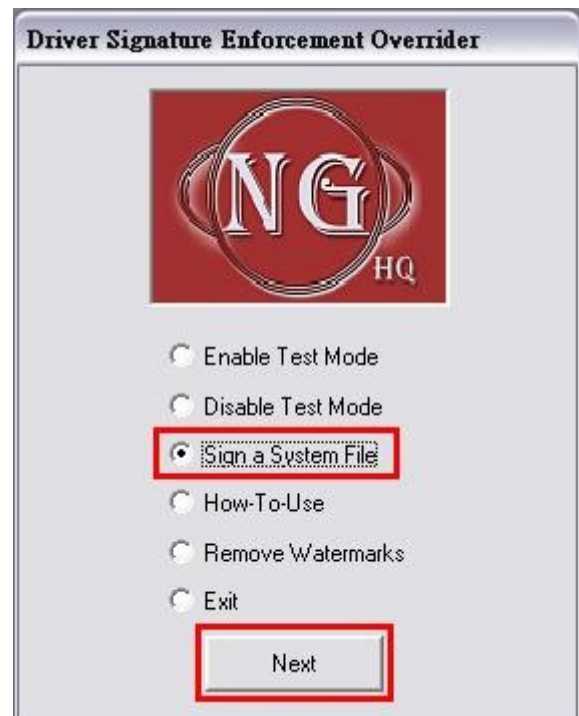 Driver Signature Enforcement Overrider
NG
HQ
Enable Test Mode
Disable Test Mode
Sign a System File
How-To-Use
Remove Watermarks
Exit
Next